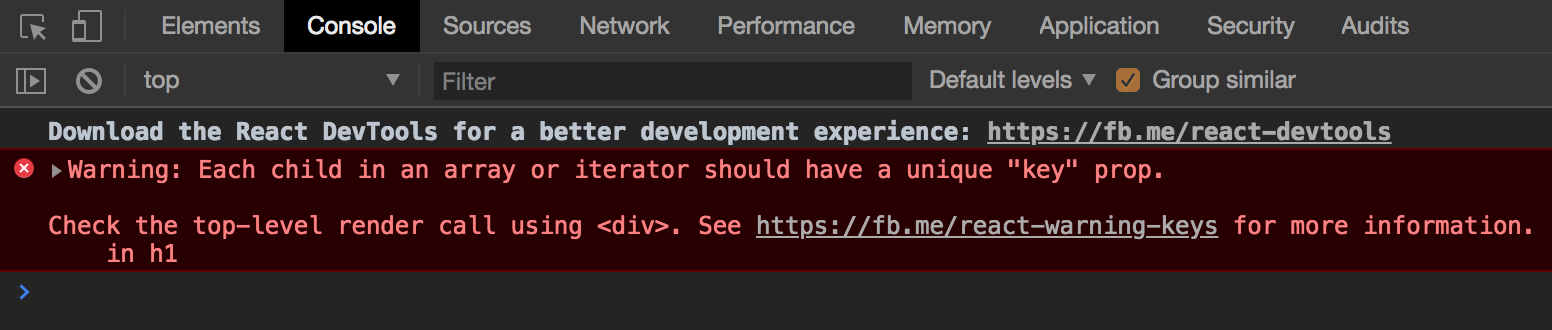 Elements Console Sources Network Performance Memory Application Security Audits
top Filter Default levels Group similar
Download the React DevTools for a better development experience: https://fb.me/react-devtools
Warning: Each child in an array or iterator should have a unique "key" prop.
Check the top-level render call using <div>. See https://fb.me/react-warning-keys for more information.
in h1